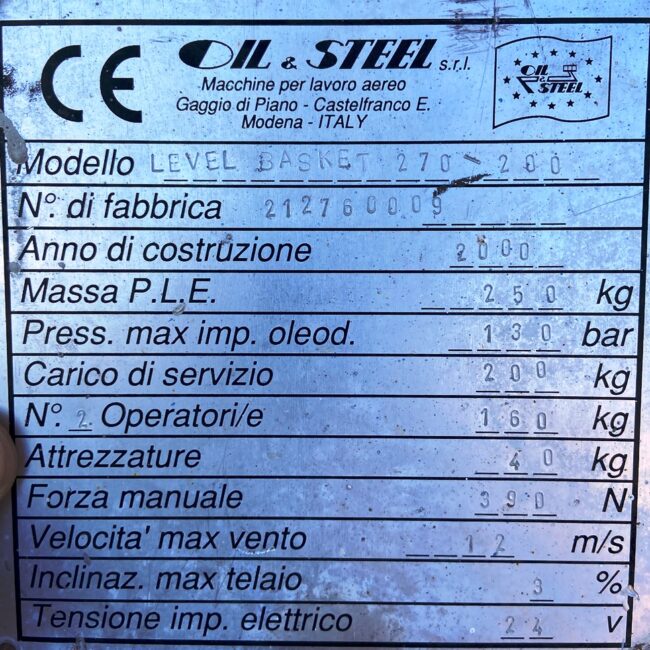 CE OIL & STEEL s.r.l.
Macchine per lavoro aereo
Gaggio di Piano - Castelfranco E.
Modena - ITALY
OIL & STEEL
Modello LEVEL BASKET 270 - 200
N°. di fabbrica 212760009
Anno di costruzione 2000
Massa P.L.E. 250 kg
Press. max imp. oleod. 130 bar
Carico di servizio 200 kg
N°. 2 Operatori/e 160 kg
Attrezzature 40 kg
Forza manuale 390 N
Velocita' max vento 12 m/s
Inclinaz. max telaio 3 %
Tensione imp. elettrico 24 v